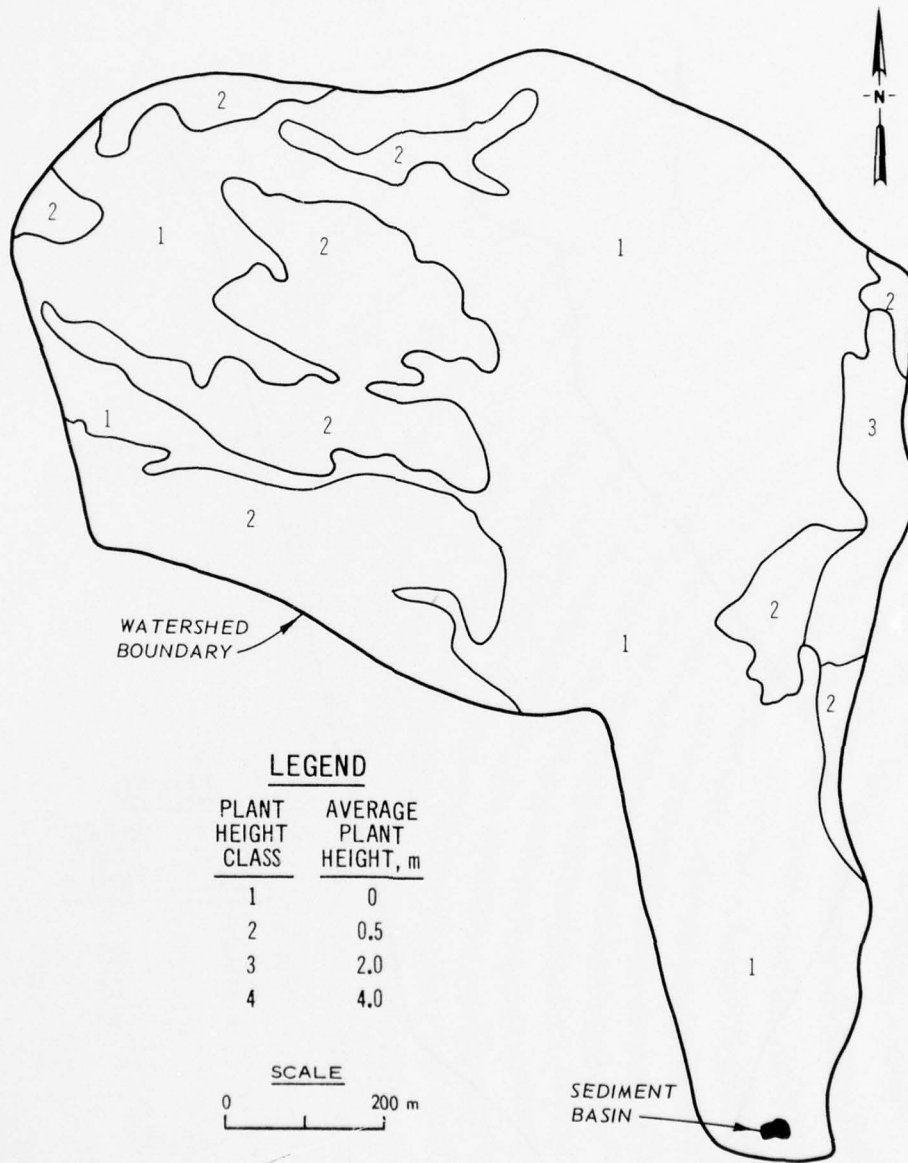 N
2
2
2
1
2
1
2
1
2
3
2
2
1
2
WATERSHED
BOUNDARY
LEGEND
PLANT
HEIGHT
CLASS
AVERAGE
PLANT
HEIGHT, m
1 0
2 0.5
3 2.0
4 4.0
SCALE
0 200 m
1
SEDIMENT
BASIN